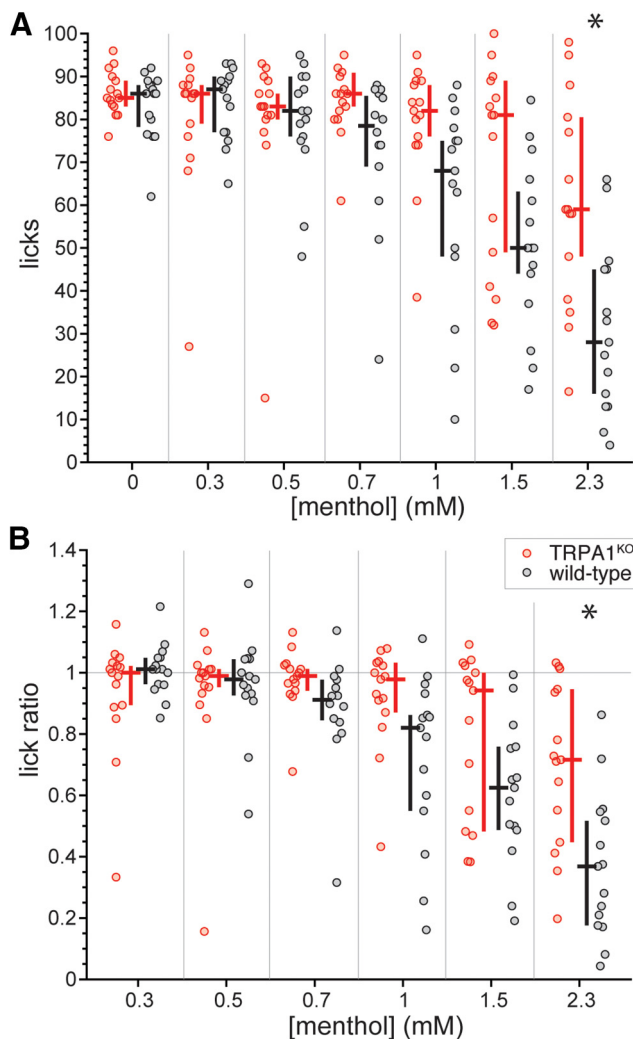 A
*
100
90
80
70
60
50
40
30
20
10
0
licks
0 0.3 0.5 0.7 1 1.5 2.3
[menthol] (mM)
B
TRPA1ᴷᴼ
wild-type
*
1.4
1.2
1
0.8
0.6
0.4
0.2
0
lick ratio
0.3 0.5 0.7 1 1.5 2.3
[menthol] (mM)